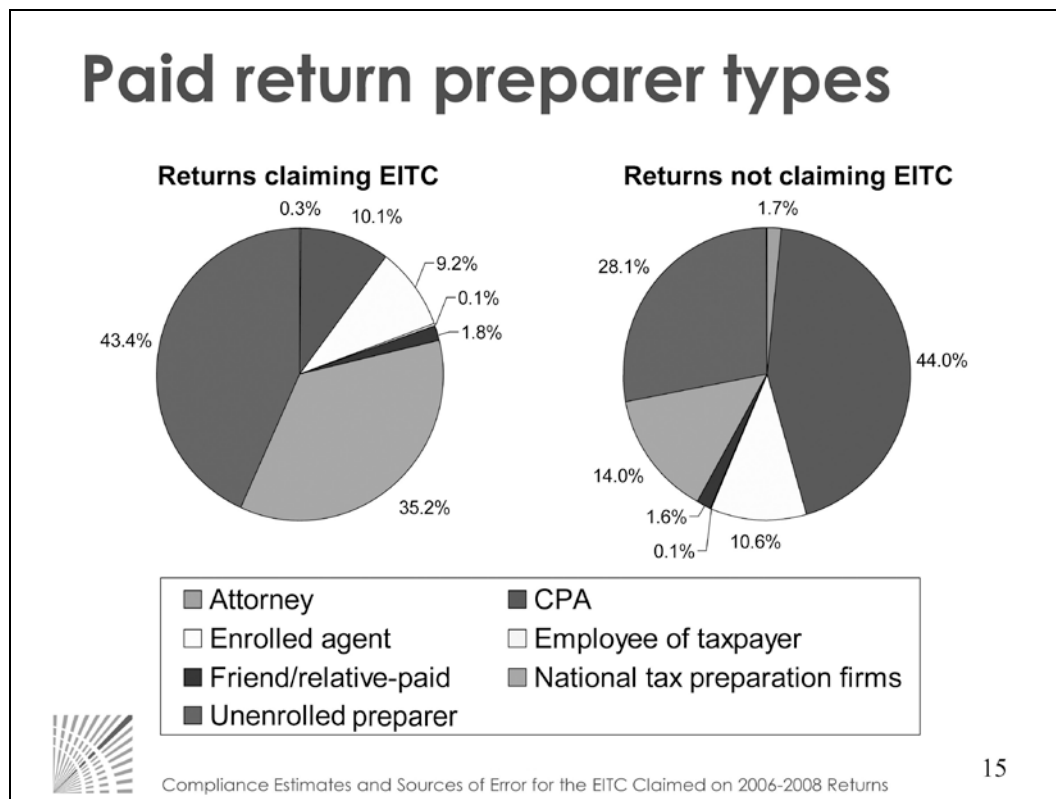 Paid return preparer types
Returns claiming EITC
0.3%
10.1%
9.2%
0.1%
1.8%
35.2%
43.4%
Returns not claiming EITC
1.7%
44.0%
10.6%
0.1%
1.6%
14.0%
28.1%
Attorney
CPA
Enrolled agent
Employee of taxpayer
Friend/relative-paid
National tax preparation firms
Unenrolled preparer
Compliance Estimates and Sources of Error for the EITC Claimed on 2006-2008 Returns
15